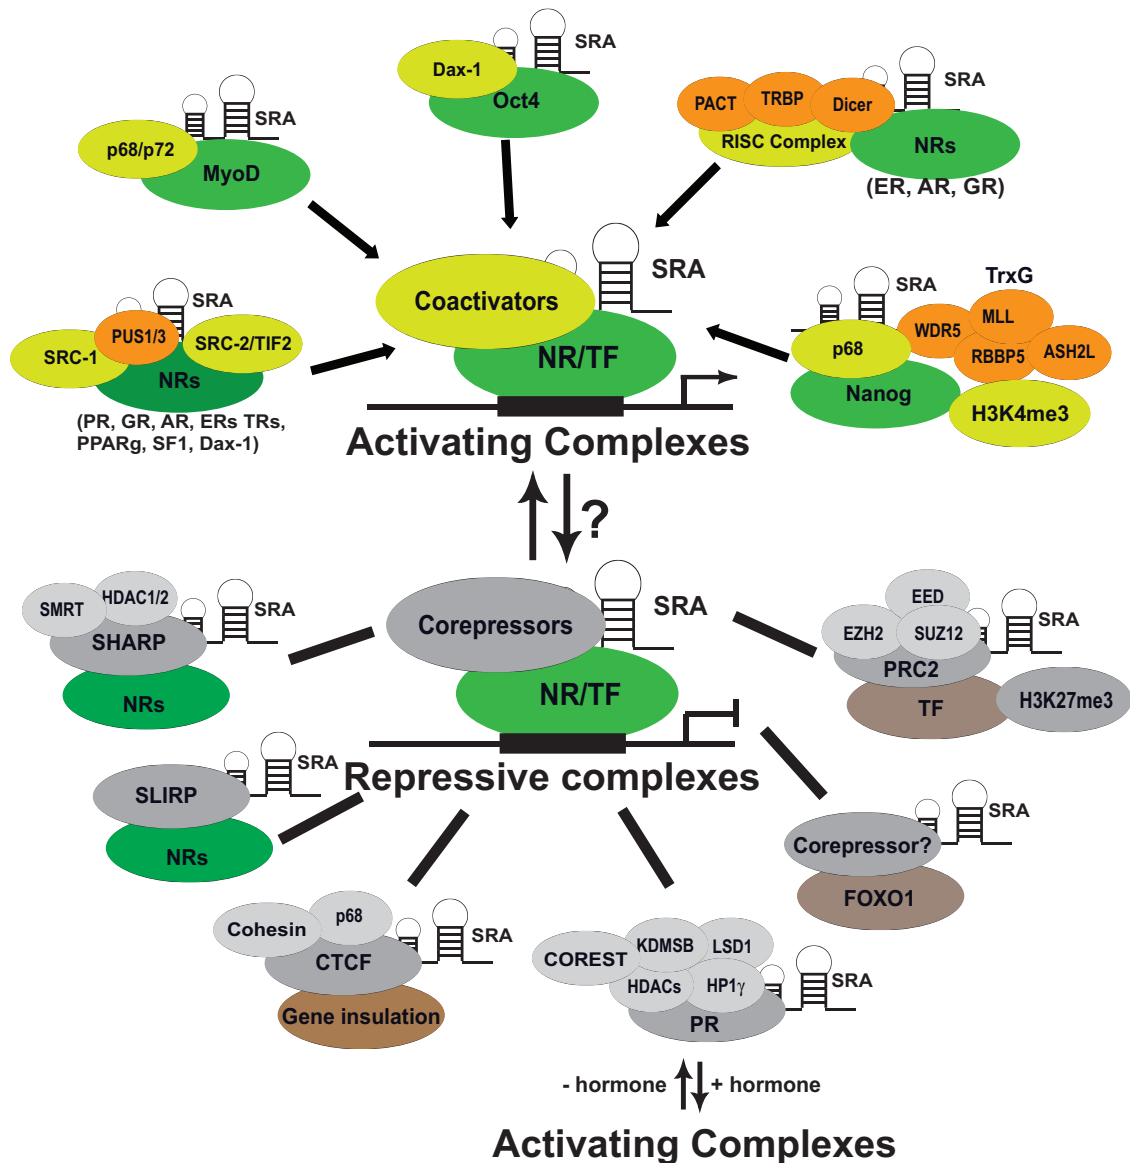 SRA
Dax-1
Oct4
SRA
p68/p72
MyoD
SRA
PACT
TRBP
Dicer
RISC Complex
NRs
(ER, AR, GR)
SRA
Coactivators
NR/TF
SRA
PUS1/3
SRC-1
SRC-2/TIF2
NRs
(PR, GR, AR, ERs TRs,
PPARg, SF1, Dax-1)
SRA
TrxG
WDR5
MLL
p68
RBBP5
ASH2L
Nanog
H3K4me3
Activating Complexes
?
SMRT
HDAC1/2
SRA
SHARP
NRs
Corepressors
SRA
NR/TF
EED
EZH2
SUZ12
SRA
PRC2
TF
H3K27me3
Repressive complexes
SRA
SLIRP
NRs
SRA
Corepressor?
FOXO1
Cohesin
p68
SRA
CTCF
Gene insulation
COREST
KDMSB
LSD1
HDACs
HP1γ
SRA
PR
- hormone
+ hormone
Activating Complexes